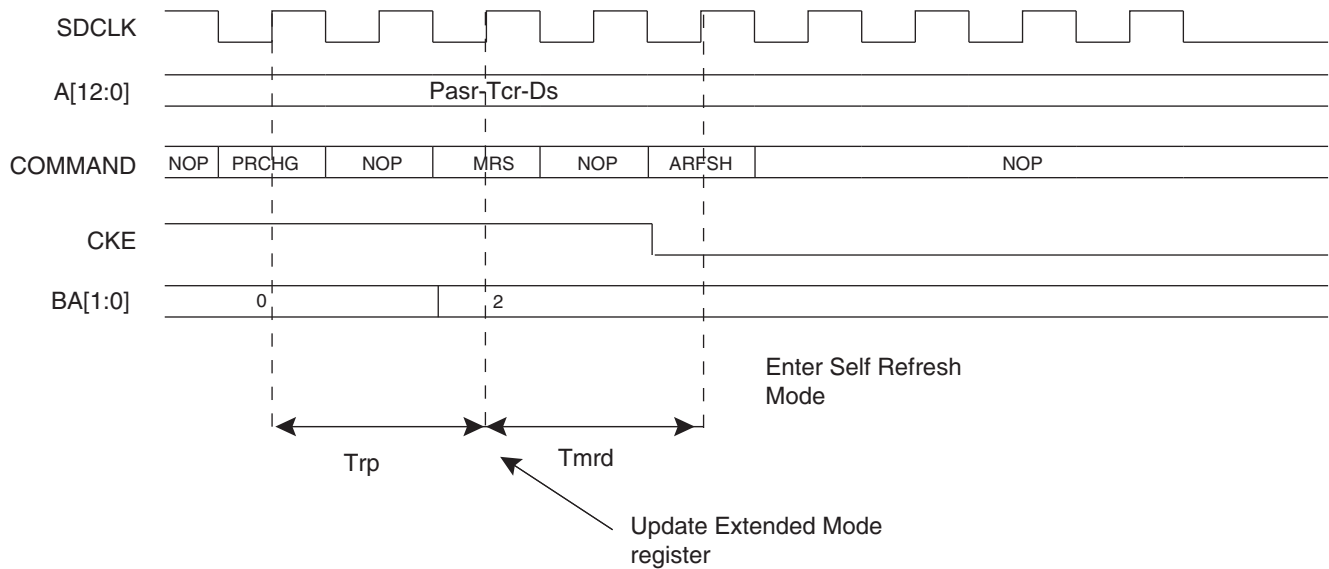 SDCLK
A[12:0] Pasr-Tcr-Ds
COMMAND NOP PRCHG NOP MRS NOP ARFSH NOP
CKE
BA[1:0] 0 2
Enter Self Refresh
Mode
Trp Tmrd
Update Extended Mode
register